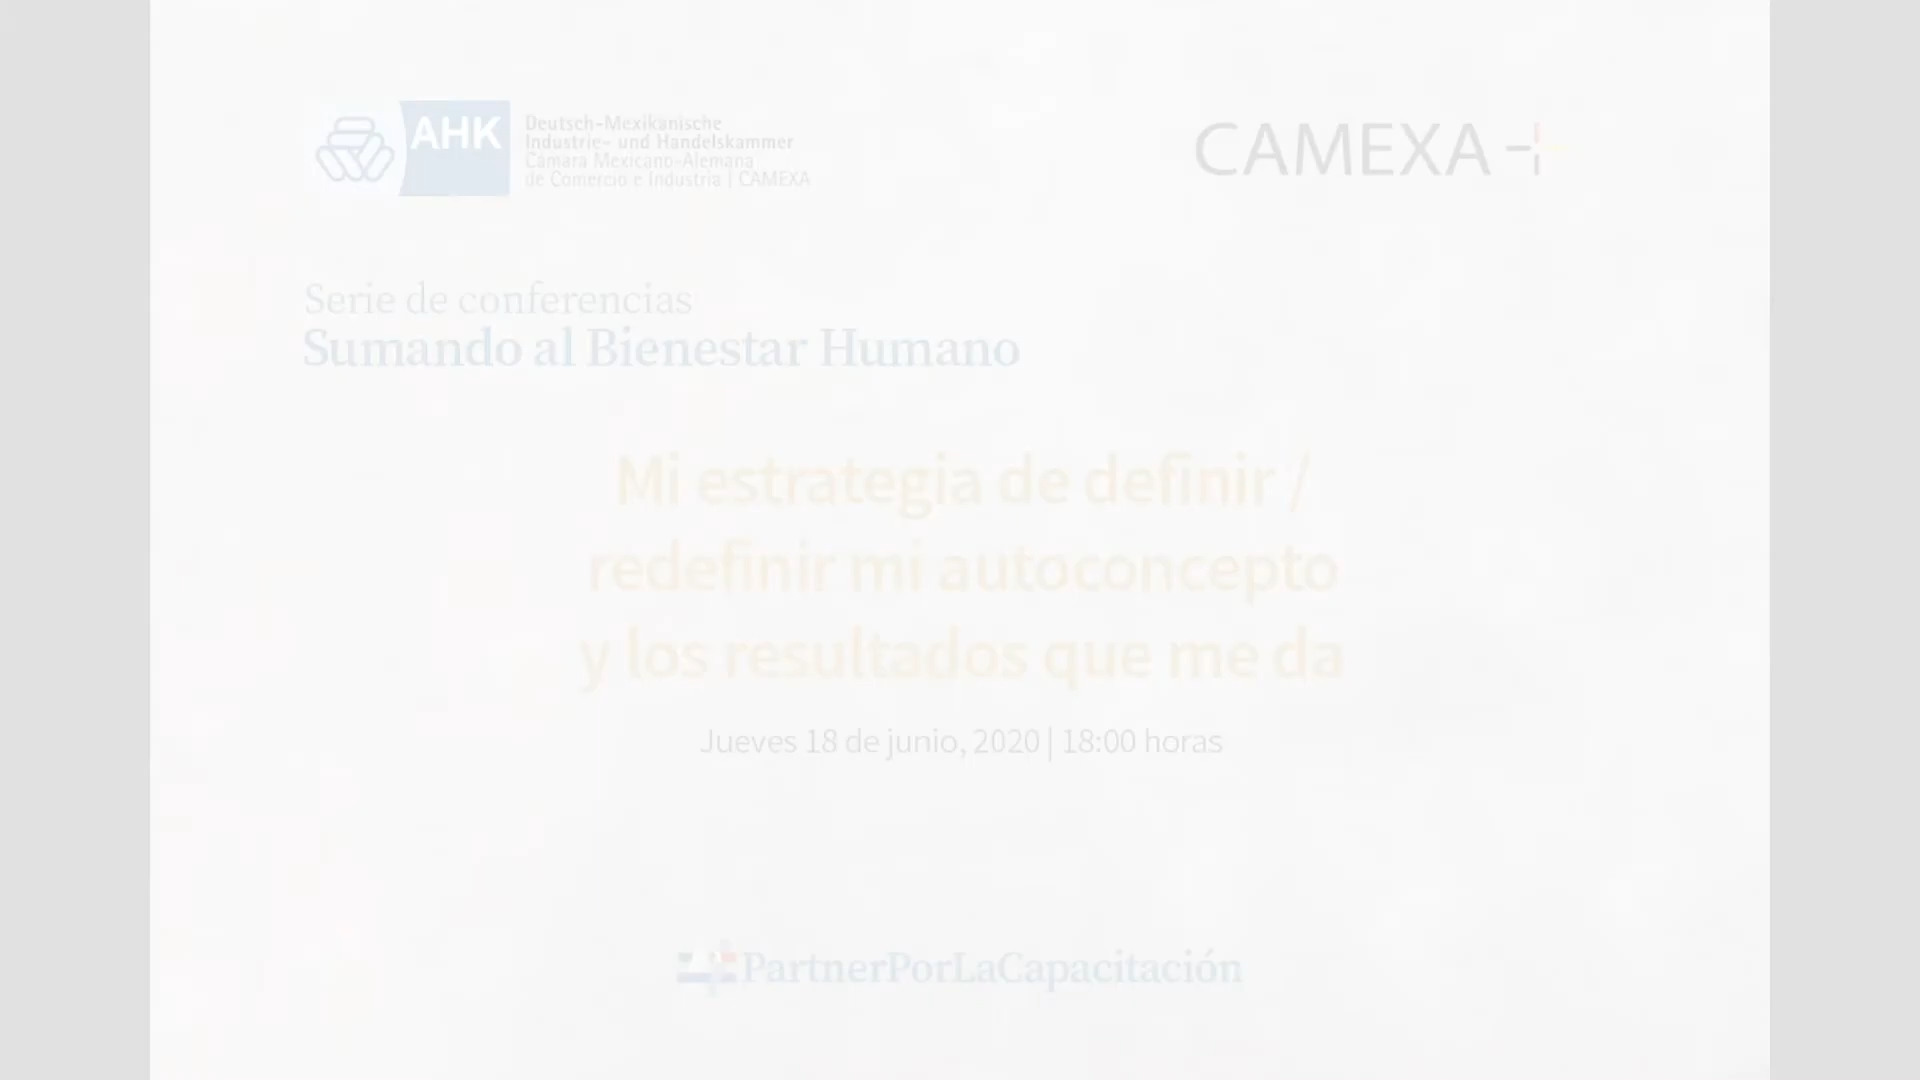 AHK
Deutsch-Mexikanische
Industrie- und Handelskammer
Cámara Mexicano-Alemana
de Comercio e Industria | CAMEXA
CAMEXA
Serie de conferencias
Sumando al Bienestar Humano
Mi estrategia de definir /
redefinir mi autoconcepto
y los resultados que me da
Jueves 18 de junio, 2020 | 18:00 horas
#PartnerPorLaCapacitación